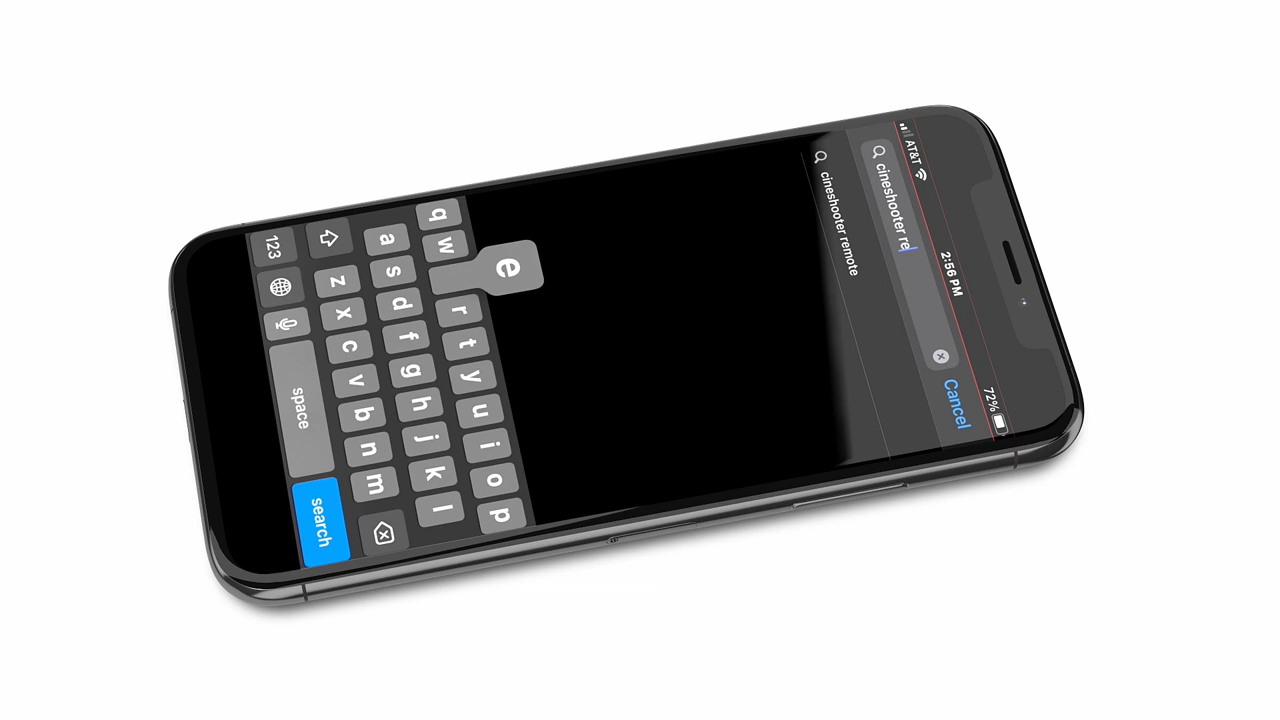 AT&T 2:56 PM 72%
cineshooter re Cancel
cineshooter remote
e
q w r t y u i o p
a s d f g h j k l
z x c v b n m
123 space search